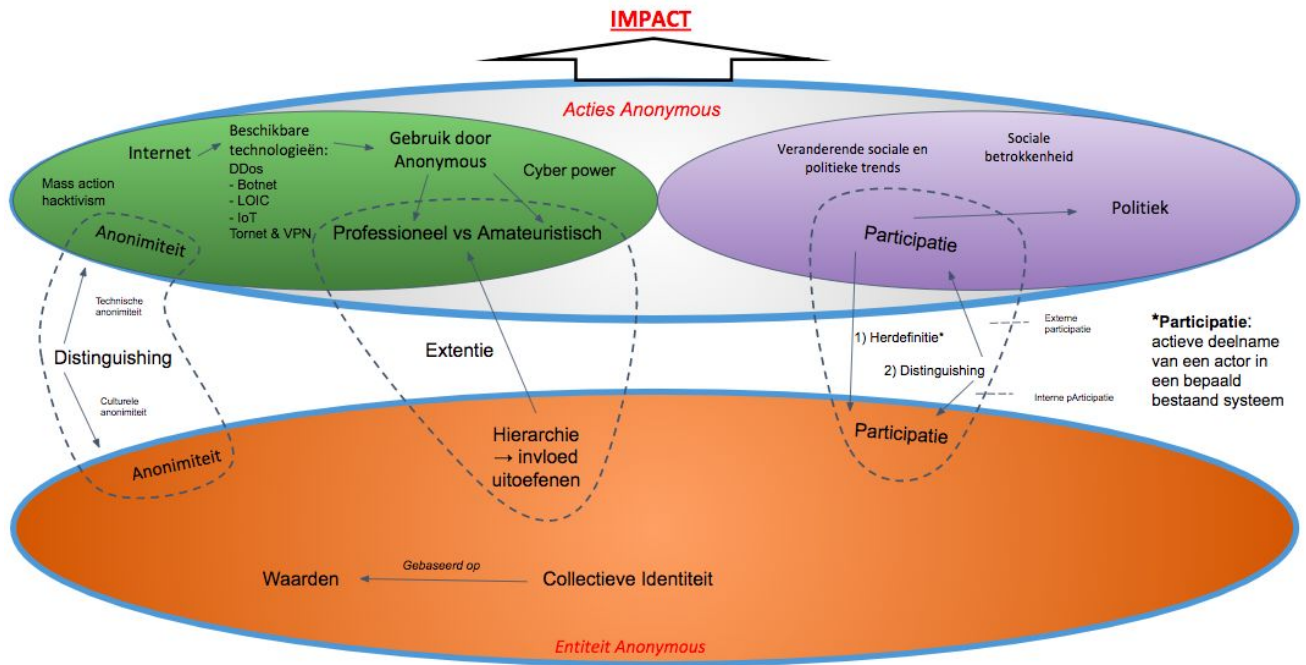 IMPACT
Acties Anonymous
Internet
Beschikbare
technologieën:
DDos
- Botnet
- LOIC
- IoT
Tornet & VPN
Gebruik door
Anonymous
Cyber power
Mass action
hacktivism
Anonimiteit
Professioneel vs Amateuristisch
Veranderende sociale en
politieke trends
Sociale
betrokkenheid
Politiek
Participatie
Technische
anonimiteit
Distinguishing
Culturele
anonimiteit
Extentie
1) Herdefinitie*
2) Distinguishing
Externe
participatie
Interne pArticipatie
*Participatie:
actieve deelname
van een actor in
een bepaald
bestaand systeem
Anonimiteit
Hierarchie
→ invloed
uitoefenen
Participatie
Waarden
Gebaseerd op
Collectieve Identiteit
Entiteit Anonymous